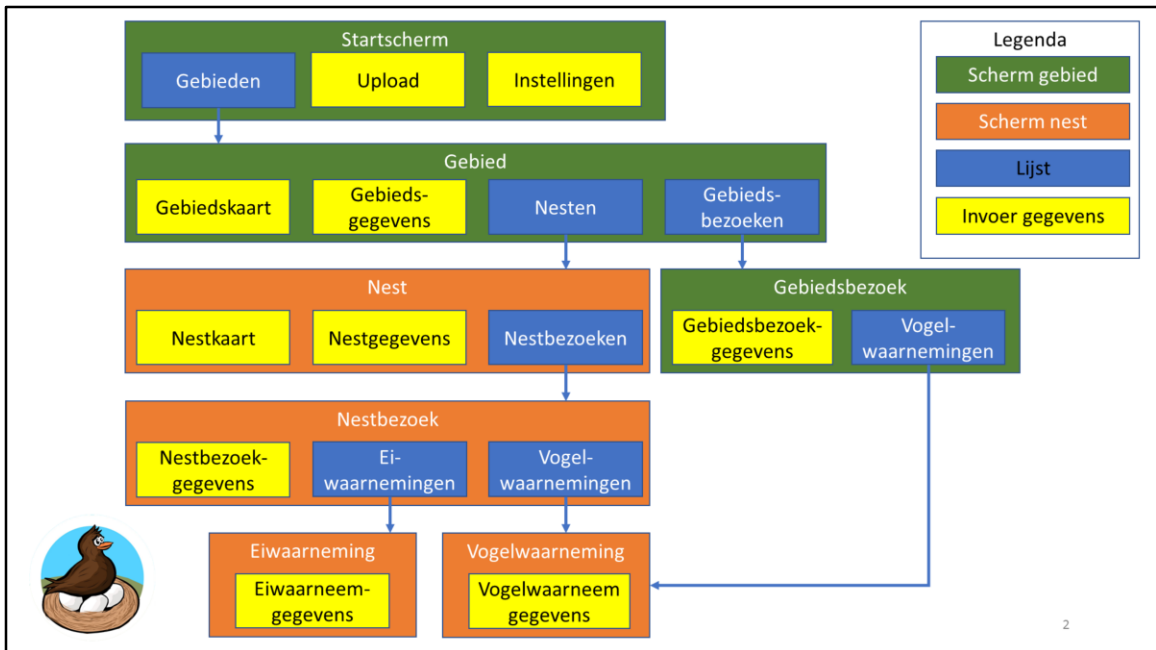 Startscherm
Gebieden
Upload
Instellingen
Legenda
Scherm gebied
Scherm nest
Lijst
Invoer gegevens
Gebied
Gebiedskaart
Gebieds-
gegevens
Nesten
Gebieds-
bezoeken
Nest
Nestkaart
Nestgegevens
Nestbezoeken
Gebiedsbezoek
Gebiedsbezoek-
gegevens
Vogel-
waarnemingen
Nestbezoek
Nestbezoek-
gegevens
Ei-
waarnemingen
Vogel-
waarnemingen
Eiwaarneming
Eiwaarneem-
gegevens
Vogelwaarneming
Vogelwaarneem
gegevens
2